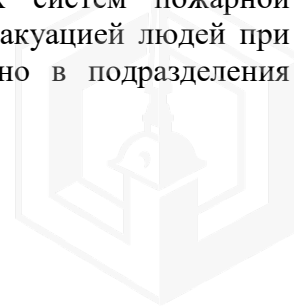 систем пожарной
акуацией людей при
но в подразделения